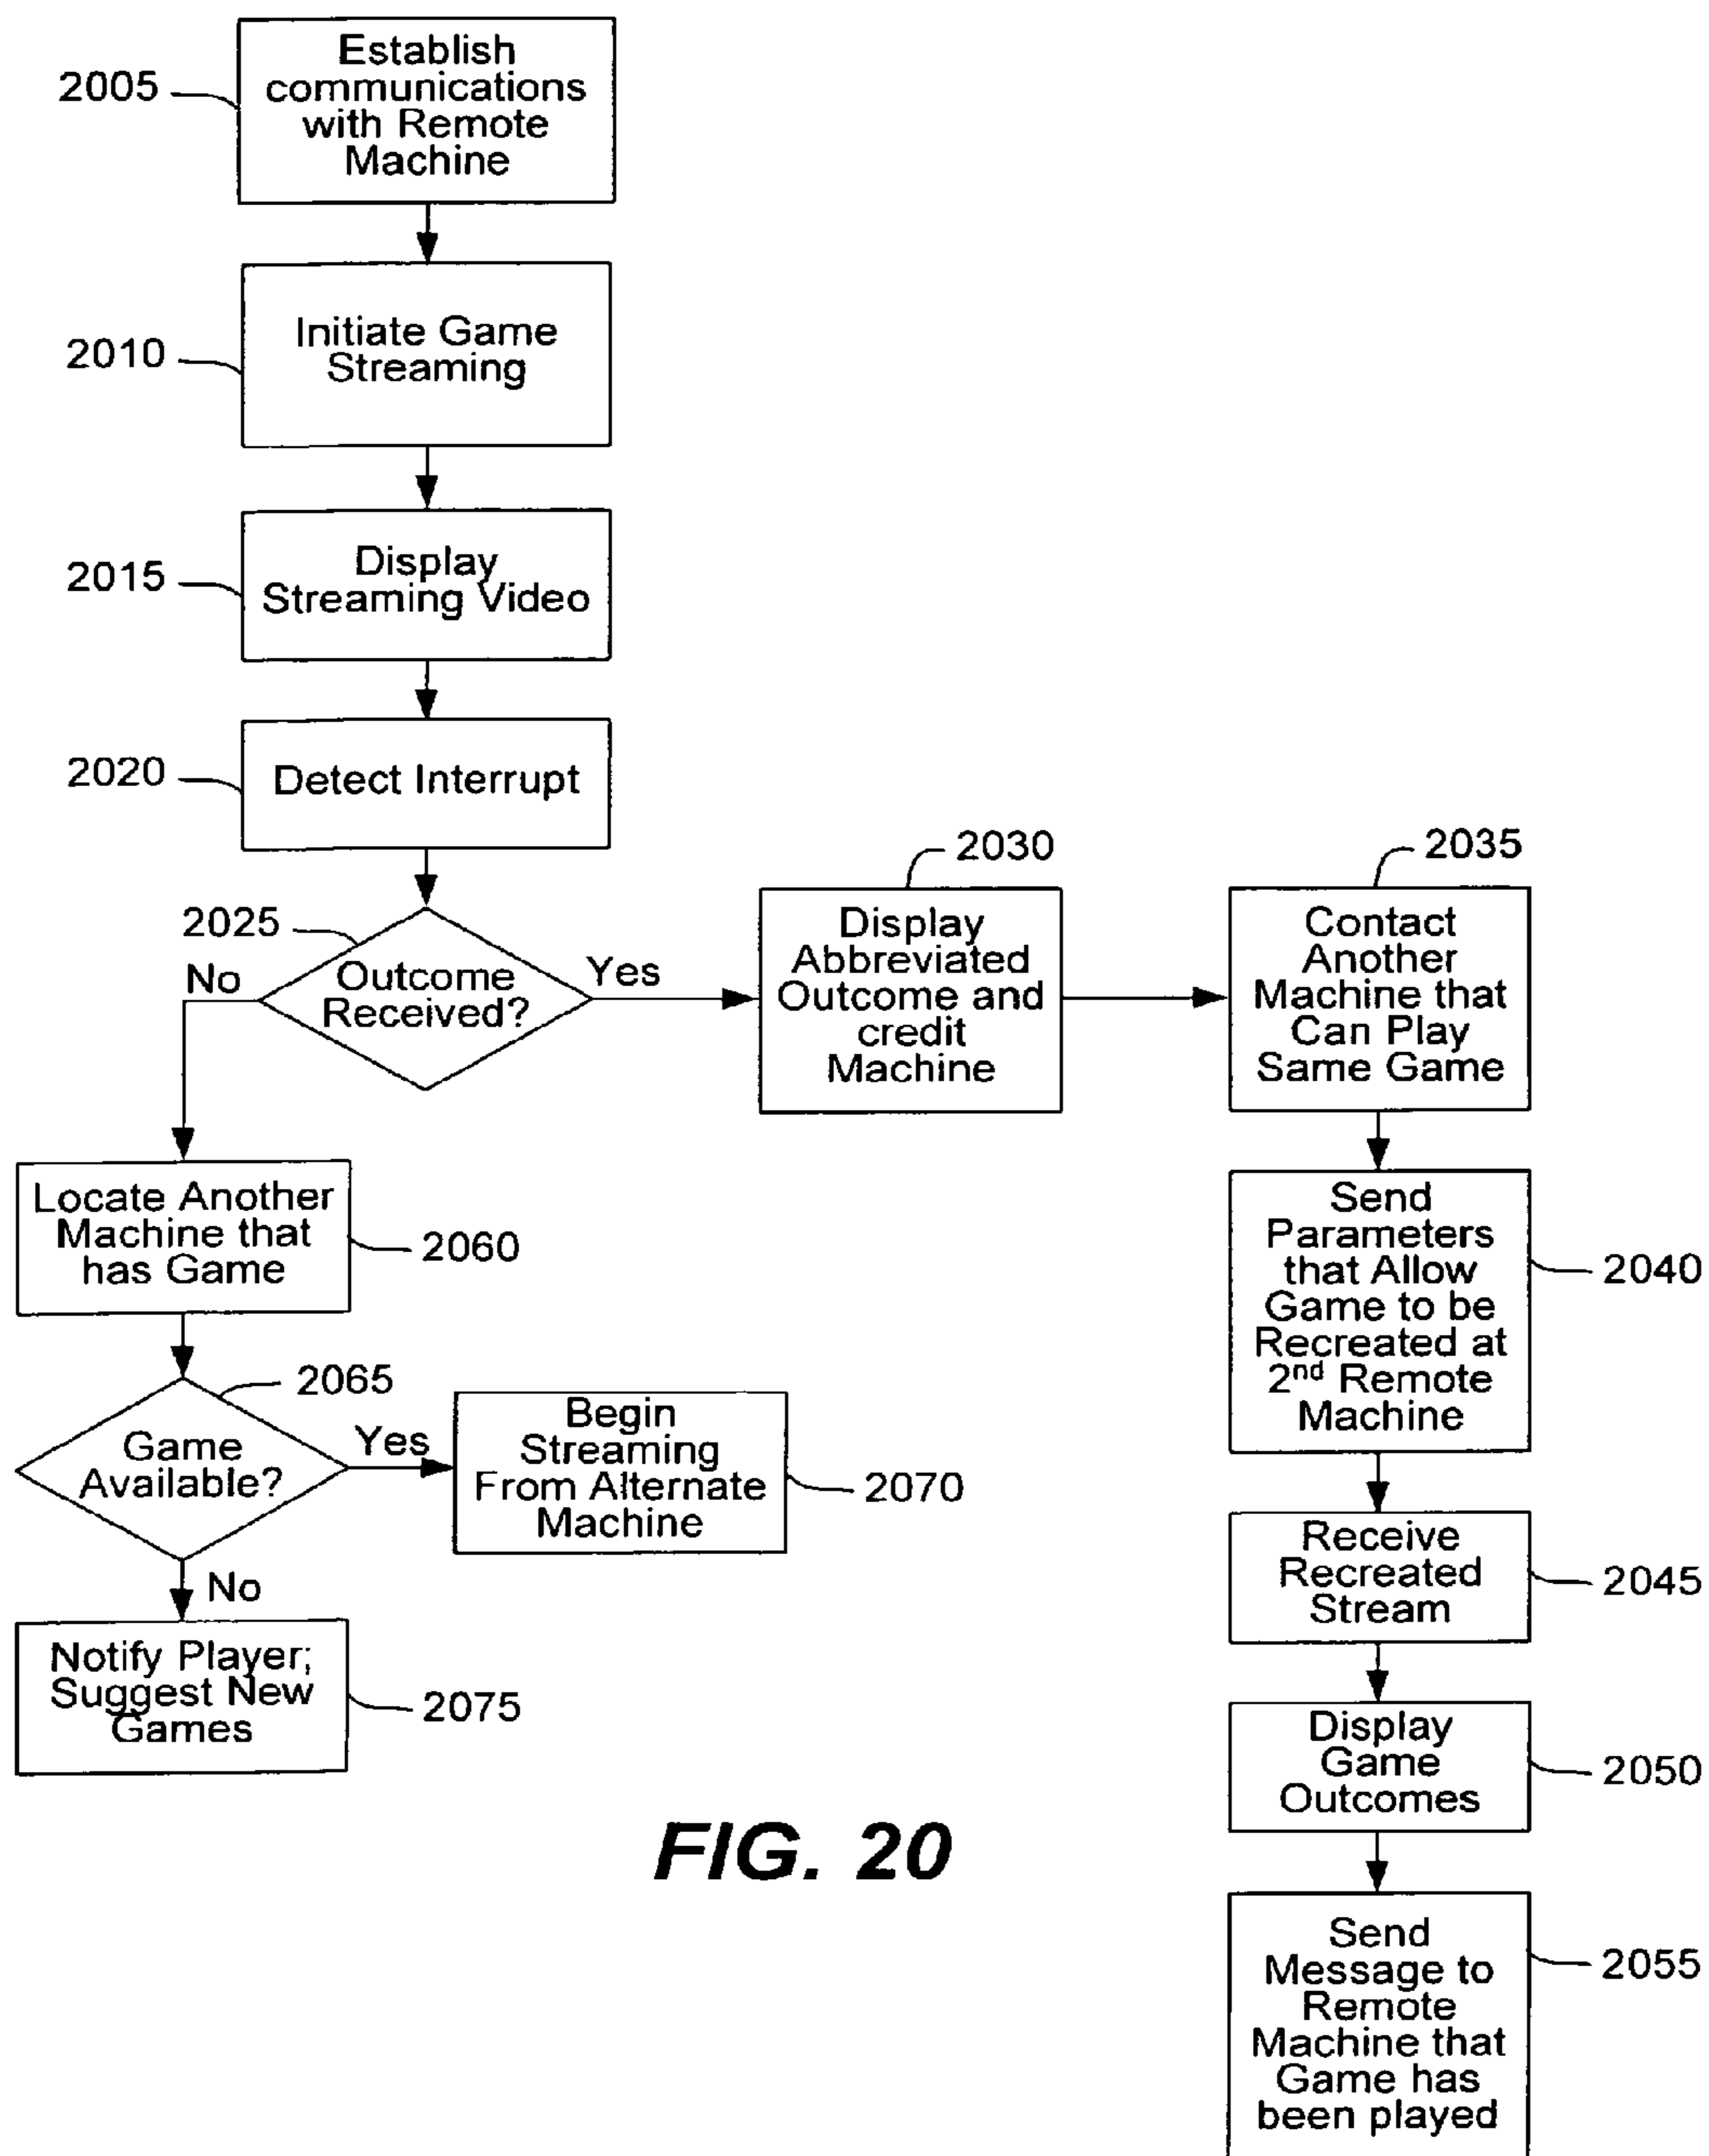 Establish
communications
with Remote
Machine
2005
Initiate Game
Streaming
2010
Display
Streaming Video
2015
Detect Interrupt
2020
2025
Outcome
Received?
No
Yes
2030
Display
Abbreviated
Outcome and
credit
Machine
2035
Contact
Another
Machine that
Can Play
Same Game
Send
Parameters
that Allow
Game to be
Recreated at
2nd Remote
Machine
2040
Receive
Recreated
Stream
2045
Display
Game
Outcomes
2050
Send
Message to
Remote
Machine that
Game has
been played
2055
Locate Another
Machine that
has Game
2060
2065
Game
Available?
Yes
Begin
Streaming
From Alternate
Machine
2070
No
Notify Player;
Suggest New
Games
2075
FIG. 20